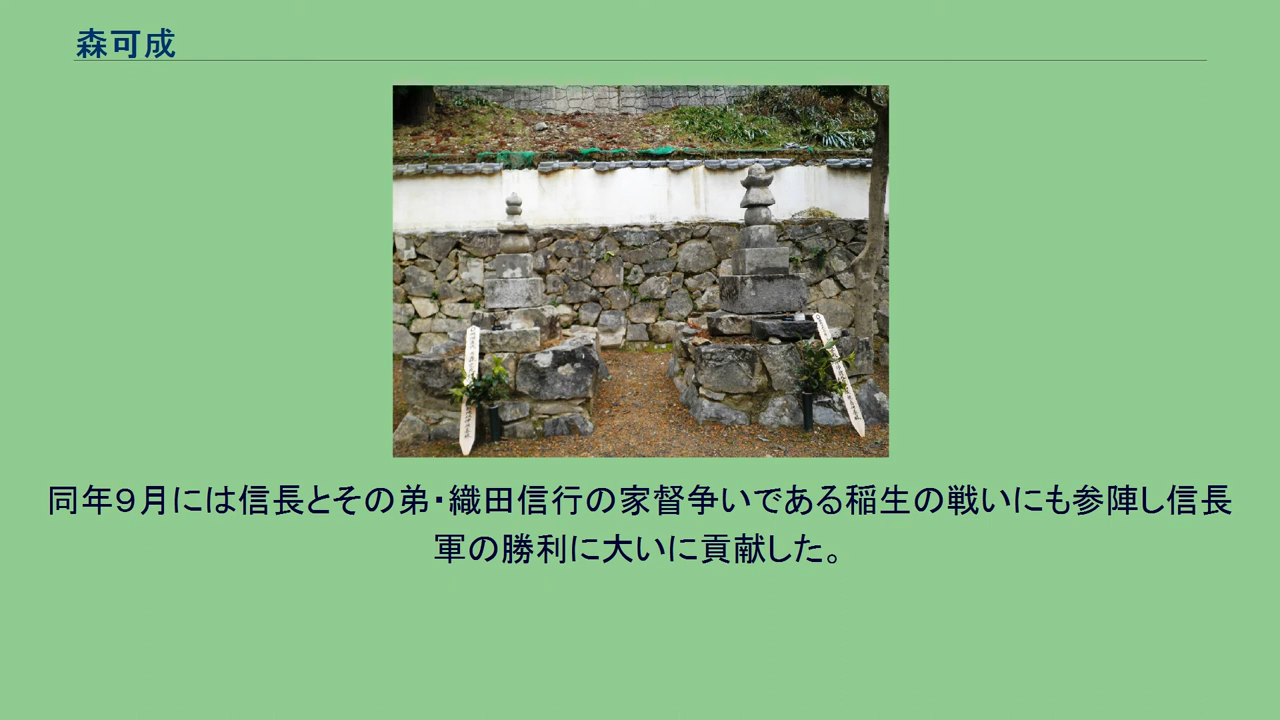 森可成
同年９月には信長とその弟・織田信行の家督争いである稲生の戦いにも参陣し信長
軍の勝利に大いに貢献した。